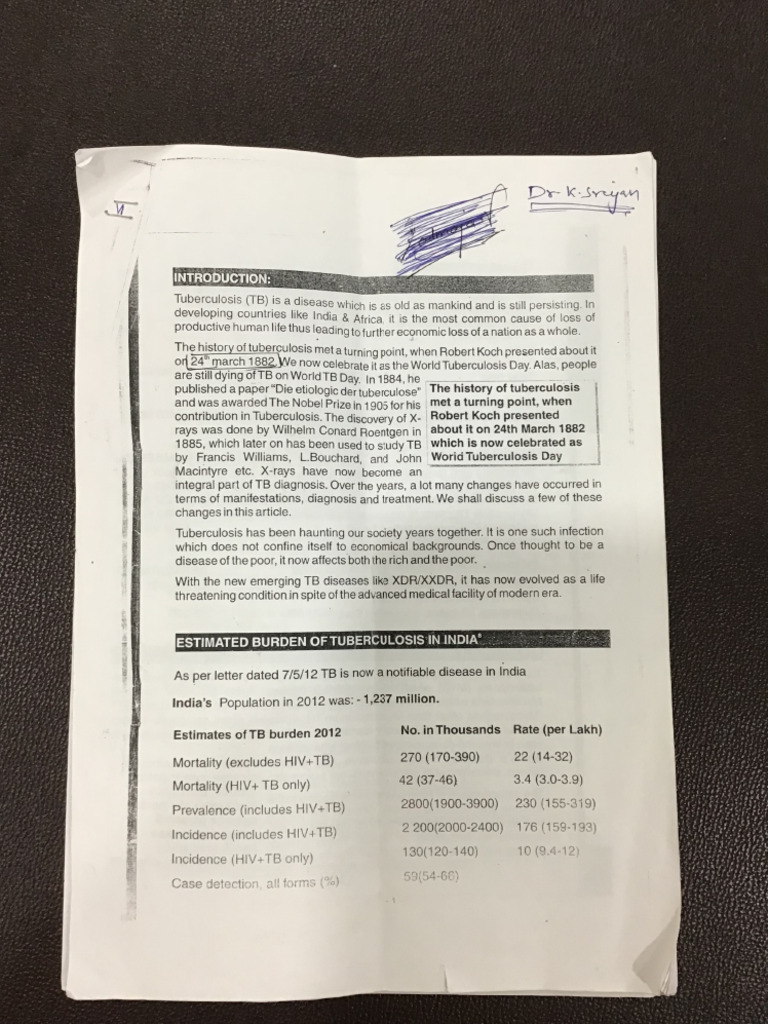 VI
Dr K. Srejan
INTRODUCTION:
Tuberculosis (TB) is a disease which is as old as mankind and is still persisting. In
developing countries like India & Africa it is the most common cause of loss of
productive human life thus leading to further economic loss of a nation as a whole.
The history of tuberculosis met a turning point, when Robert Koch presented about it
on 24th march 1882. We now celebrate it as the World Tuberculosis Day. Alas, people
are still dying of TB on World TB Day. In 1884, he
published a paper "Die etiologic der tuberculose"
and was awarded The Nobel Prize in 1905 for his
contribution in Tuberculosis. The discovery of X-
rays was done by Wilhelm Conard Roentgen in
1885, which later on has been used to study TB
by Francis Williams, L.Bouchard, and John
Macintyre etc. X-rays have now become an
integral part of TB diagnosis. Over the years, a lot many changes have occurred in
terms of manifestations, diagnosis and treatment. We shall discuss a few of these
changes in this article.
The history of tuberculosis
met a turning point, when
Robert Koch presented
about it on 24th March 1882
which is now celebrated as
World Tuberculosis Day
Tuberculosis has been haunting our society years together. It is one such infection
which does not confine itself to economical backgrounds. Once thought to be a
disease of the poor, it now affects both the rich and the poor.
With the new emerging TB diseases like XDR/XXDR, it has now evolved as a life
threatening condition in spite of the advanced medical facility of modern era.
ESTIMATED BURDEN OF TUBERCULOSIS IN INDIA*
As per letter dated 7/5/12 TB is now a notifiable disease in India
India's Population in 2012 was: - 1,237 million.
Estimates of TB burden 2012 No. in Thousands Rate (per Lakh)
Mortality (excludes HIV+TB) 270 (170-390) 22 (14-32)
Mortality (HIV+ TB only) 42 (37-46) 3.4 (3.0-3.9)
Prevalence (includes HIV+TB) 2800(1900-3900) 230 (155-319)
Incidence (includes HIV+TB) 2 200(2000-2400) 176 (159-193)
Incidence (HIV+TB only) 130(120-140) 10 (9.4-12)
Case detection, all forms (%) 59(54-66)